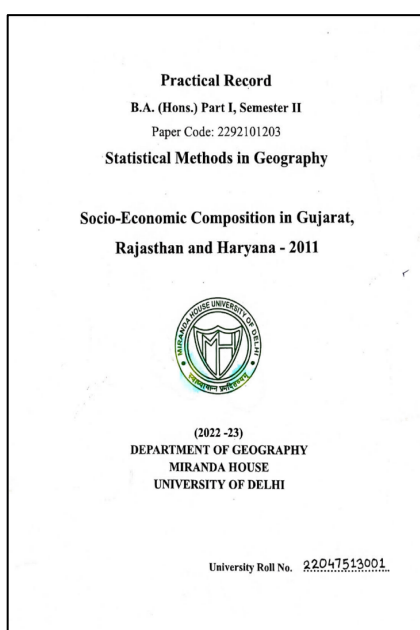 Practical Record
B.A. (Hons.) Part I, Semester II
Paper Code: 2292101203
Statistical Methods in Geography
Socio-Economic Composition in Gujarat,
Rajasthan and Haryana - 2011
MIRANDA HOUSE UNIVERSITY OF DELHI
MH
(2022 -23)
DEPARTMENT OF GEOGRAPHY
MIRANDA HOUSE
UNIVERSITY OF DELHI
University Roll No. 22047513001